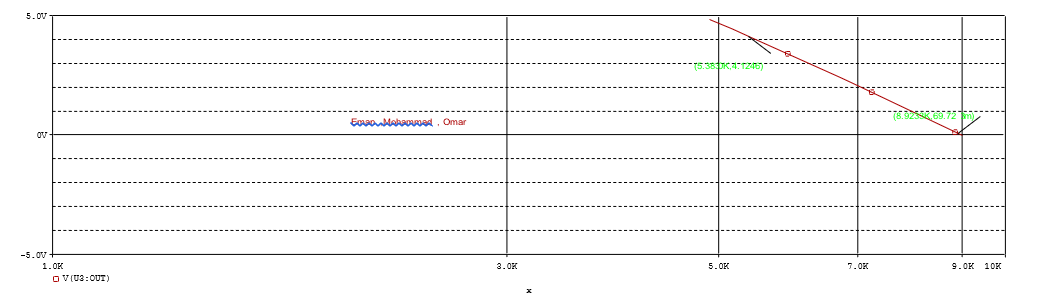 5.0V
Eman , Mohammad , Omar
0V
-5.0V
1.0K 3.0K 5.0K 7.0K 9.0K 10K
V(U3:OUT)
x